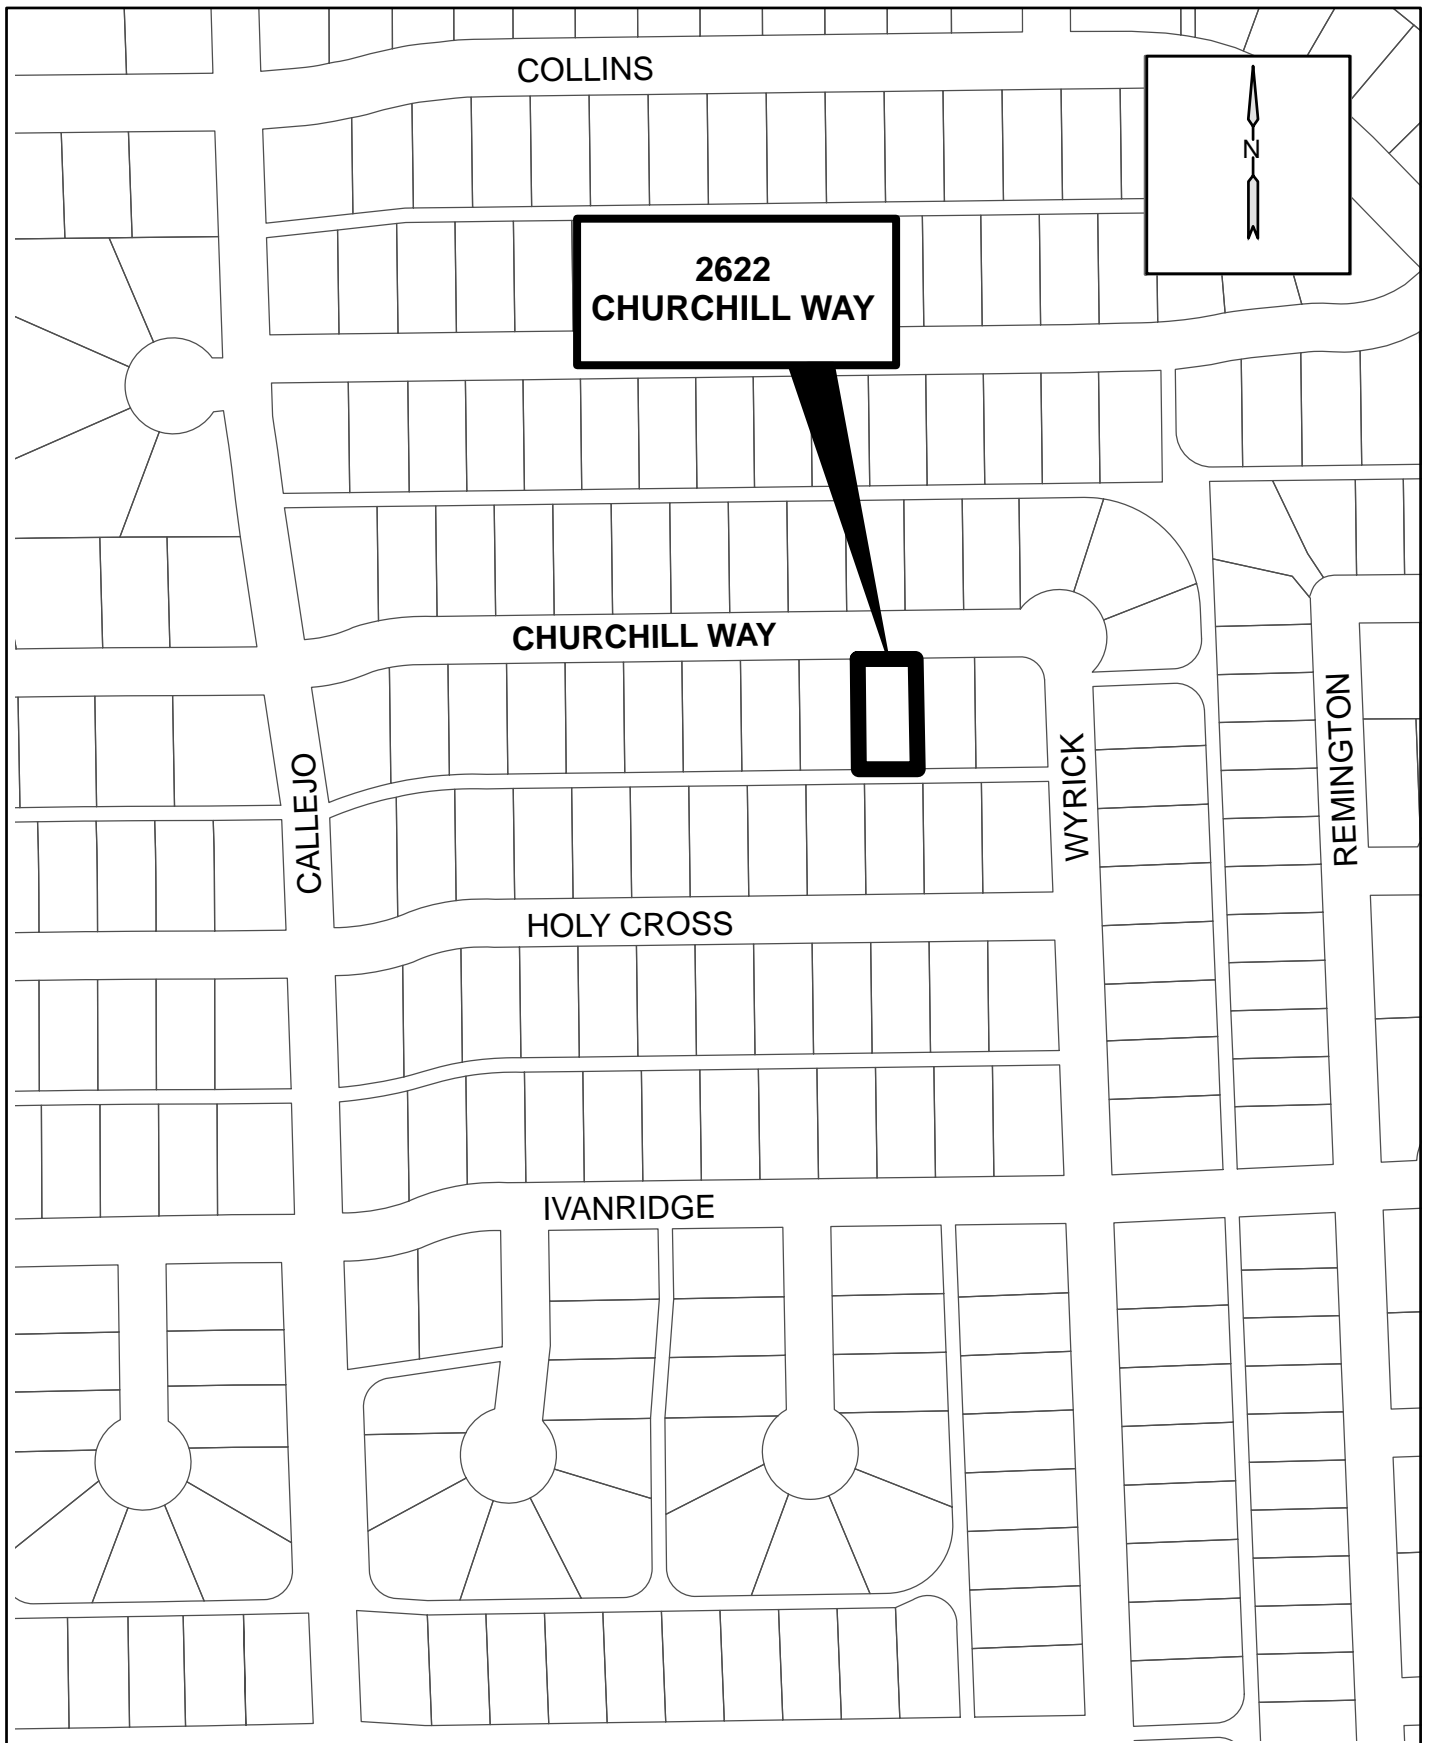 COLLINS
N
2622
CHURCHILL WAY
CHURCHILL WAY
CALLEJO
WYRICK
REMINGTON
HOLY CROSS
IVANRIDGE